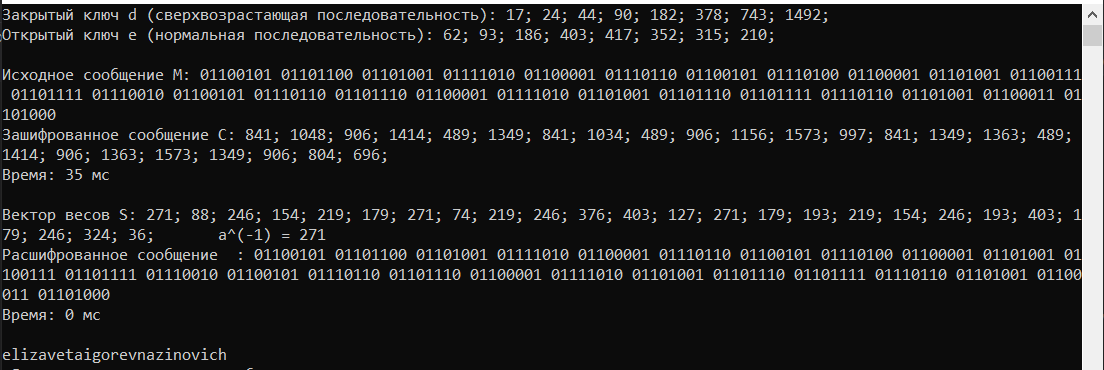 Закрытый ключ d (сверхвозрастающая последовательность): 17; 24; 44; 90; 182; 378; 743; 1492;
Открытый ключ e (нормальная последовательность): 62; 93; 186; 403; 417; 352; 315; 210;
Исходное сообщение M: 01100101 01101100 01101001 01111010 01100001 01110110 01100101 01110100 01100001 01101001 01100111
01101111 01110010 01100101 01110110 01101110 01100001 01111010 01101001 01101110 01101111 01110110 01101001 01100011 01
101000
Зашифрованное сообщение C: 841; 1048; 906; 1414; 489; 1349; 841; 1034; 489; 906; 1156; 1573; 997; 841; 1349; 1363; 489;
1414; 906; 1363; 1573; 1349; 906; 804; 696;
Время: 35 мс
Вектор весов S: 271; 88; 246; 154; 219; 179; 271; 74; 219; 246; 376; 403; 127; 271; 179; 193; 219; 154; 246; 193; 403; 1
79; 246; 324; 36; a^(-1) = 271
Расшифрованное сообщение : 01100101 01101100 01101001 01111010 01100001 01110110 01100101 01110100 01100001 01101001 01
100111 01101111 01110010 01100101 01110110 01101110 01100001 01111010 01101001 01101110 01101111 01110110 01101001 01100
011 01101000
Время: 0 мс
elizavetaigorevnazinovich